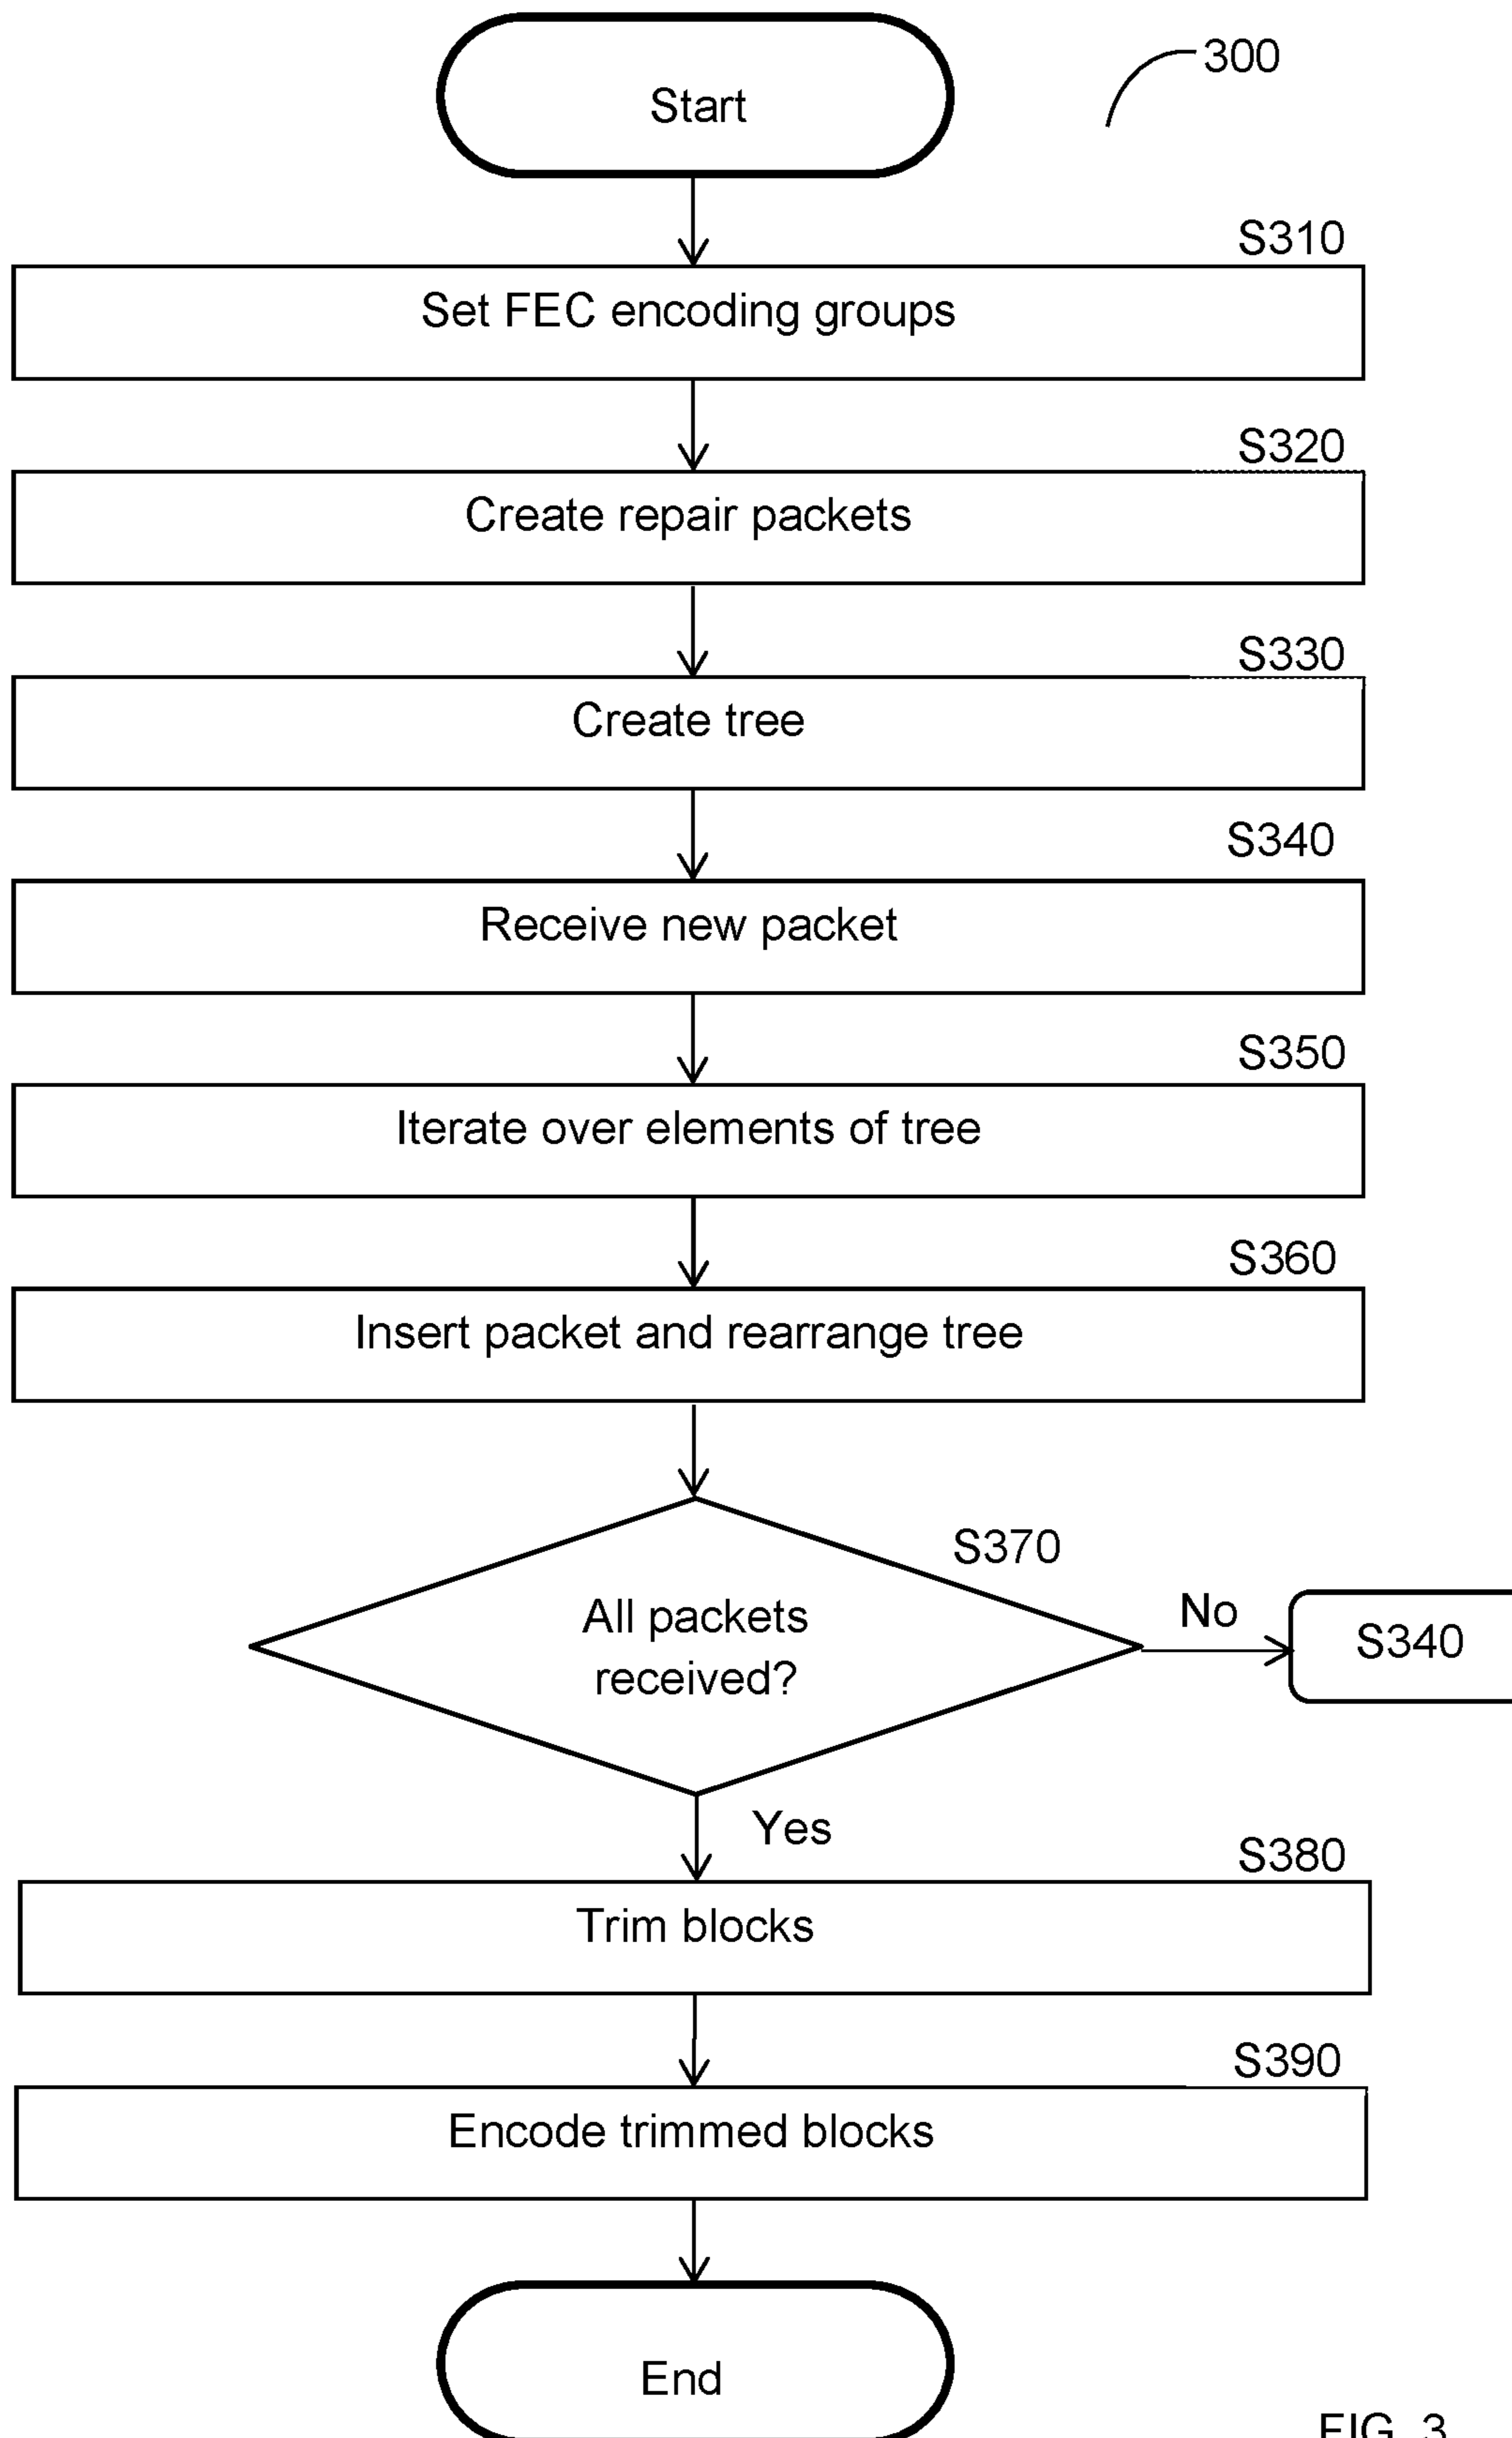 Start
300
S310
Set FEC encoding groups
S320
Create repair packets
S330
Create tree
S340
Receive new packet
S350
Iterate over elements of tree
S360
Insert packet and rearrange tree
S370
All packets
received?
No
S340
Yes
S380
Trim blocks
S390
Encode trimmed blocks
End
FIG. 3